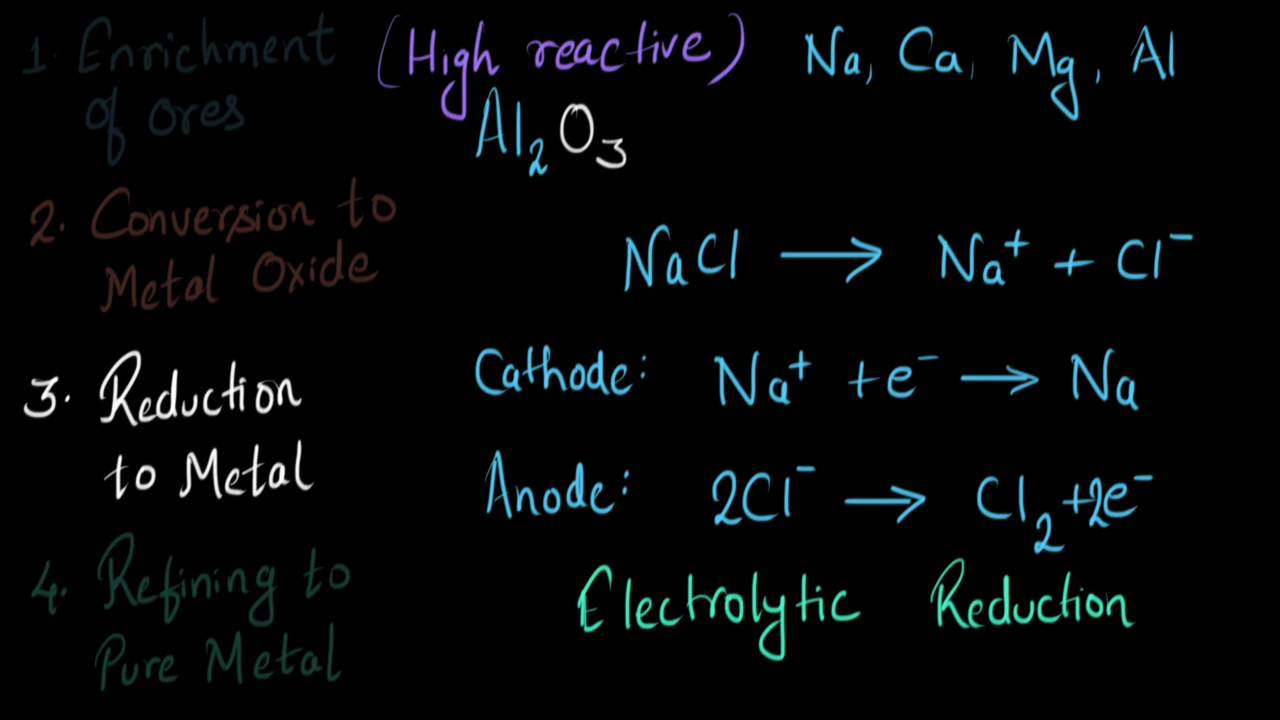 1. Enrichment
of ores
2. Conversion to
Metal Oxide
3. Reduction
to Metal
4. Refining to
Pure Metal
(High reactive) Na, Ca, Mg, Al
Al₂O₃
NaCl → Na⁺ + Cl⁻
Cathode: Na⁺ + e⁻ → Na
Anode: 2Cl⁻ → Cl₂ + 2e⁻
Electrolytic Reduction